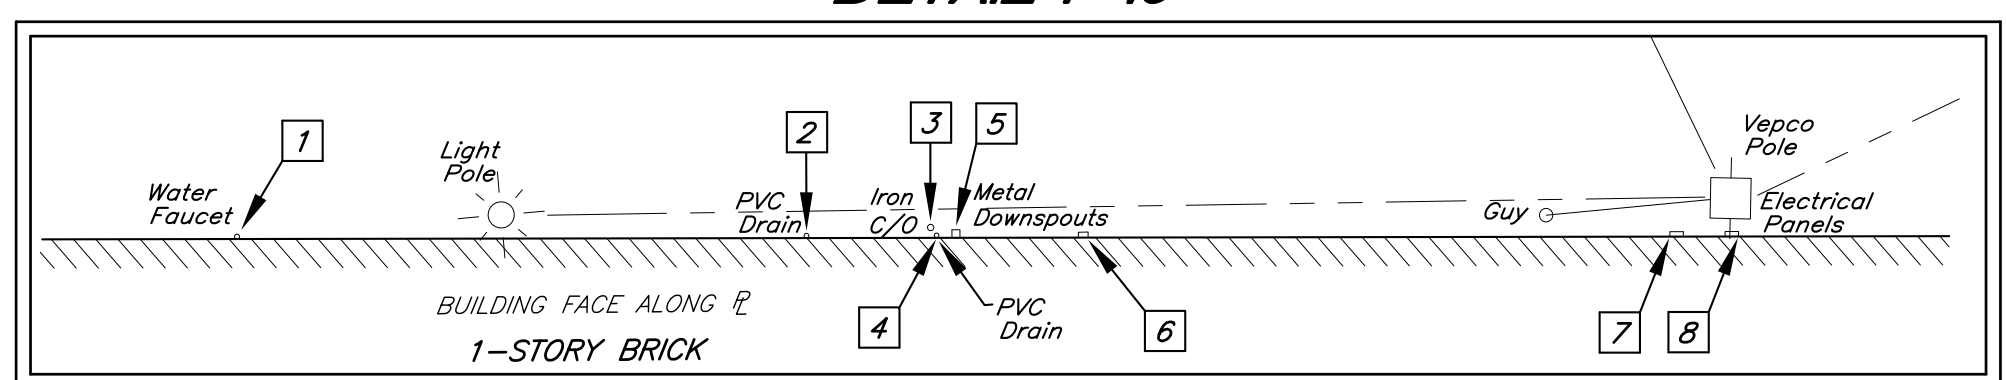 1
2
3
5
Light
Pole
Vepco
Pole
Water
Faucet
PVC
Drain
Iron
C/O
Metal
Downspouts
Guy
Electrical
Panels
BUILDING FACE ALONG PL
1-STORY BRICK
4
PVC
Drain
6
7
8